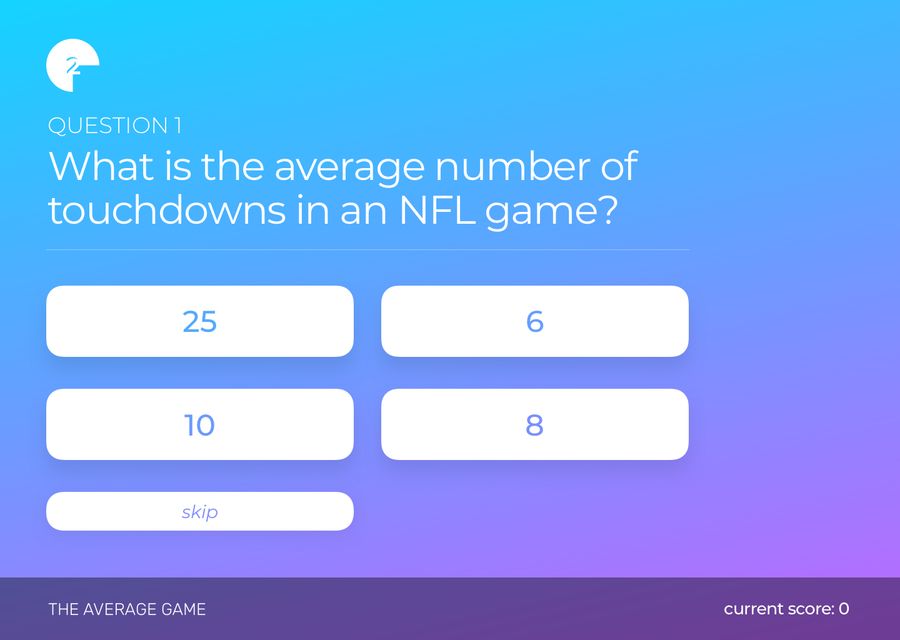 2
QUESTION 1
What is the average number of
touchdowns in an NFL game?
25
6
10
8
skip
THE AVERAGE GAME
current score: 0